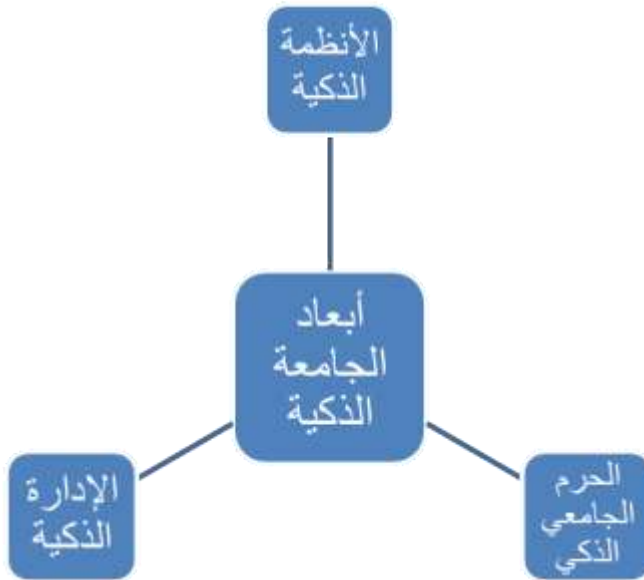 الأنظمة
الذكية
أبعاد
الجامعة
الذكية
الحرم
الجامعي
الذكي
الإدارة
الذكية